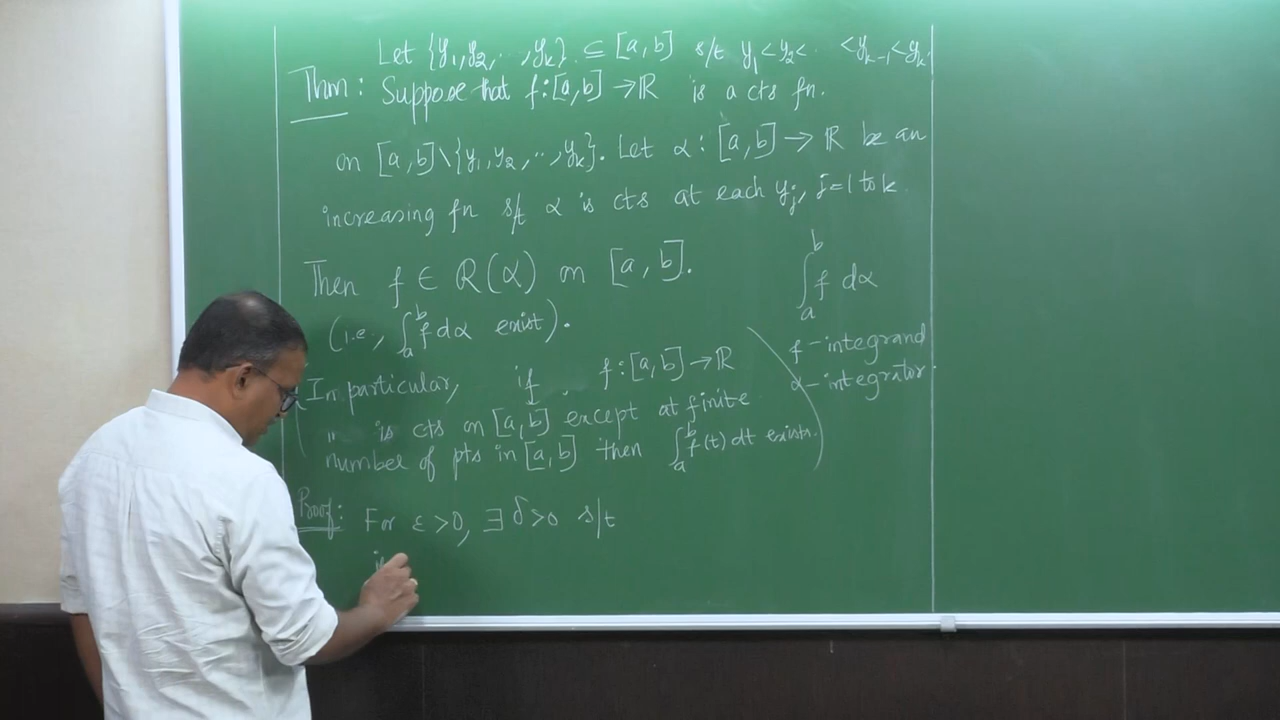 Let {y₁,y₂,..,yₖ} ⊆ [a,b] s/t y₁<y₂<.. <yₖ₋₁<yₖ.
Thm: Suppose that f:[a,b]→ℝ is a cts fn.
on [a,b]\{y₁,y₂,..,yₖ}. Let α:[a,b]→ℝ be an
increasing fn s/t α is cts at each yⱼ, j=1 to k.
Then f ∈ R(α) on [a,b].
(i.e., ∫ₐᵇ f dα exist).
∫ₐᵇ f dα
f - integrand
α - integrator.
(In particular, if f:[a,b]→ℝ
is cts on [a,b] except at finite
number of pts in [a,b] then ∫ₐᵇ f(t) dt exists.)
Proof: For ε>0, ∃ δ>0 s/t